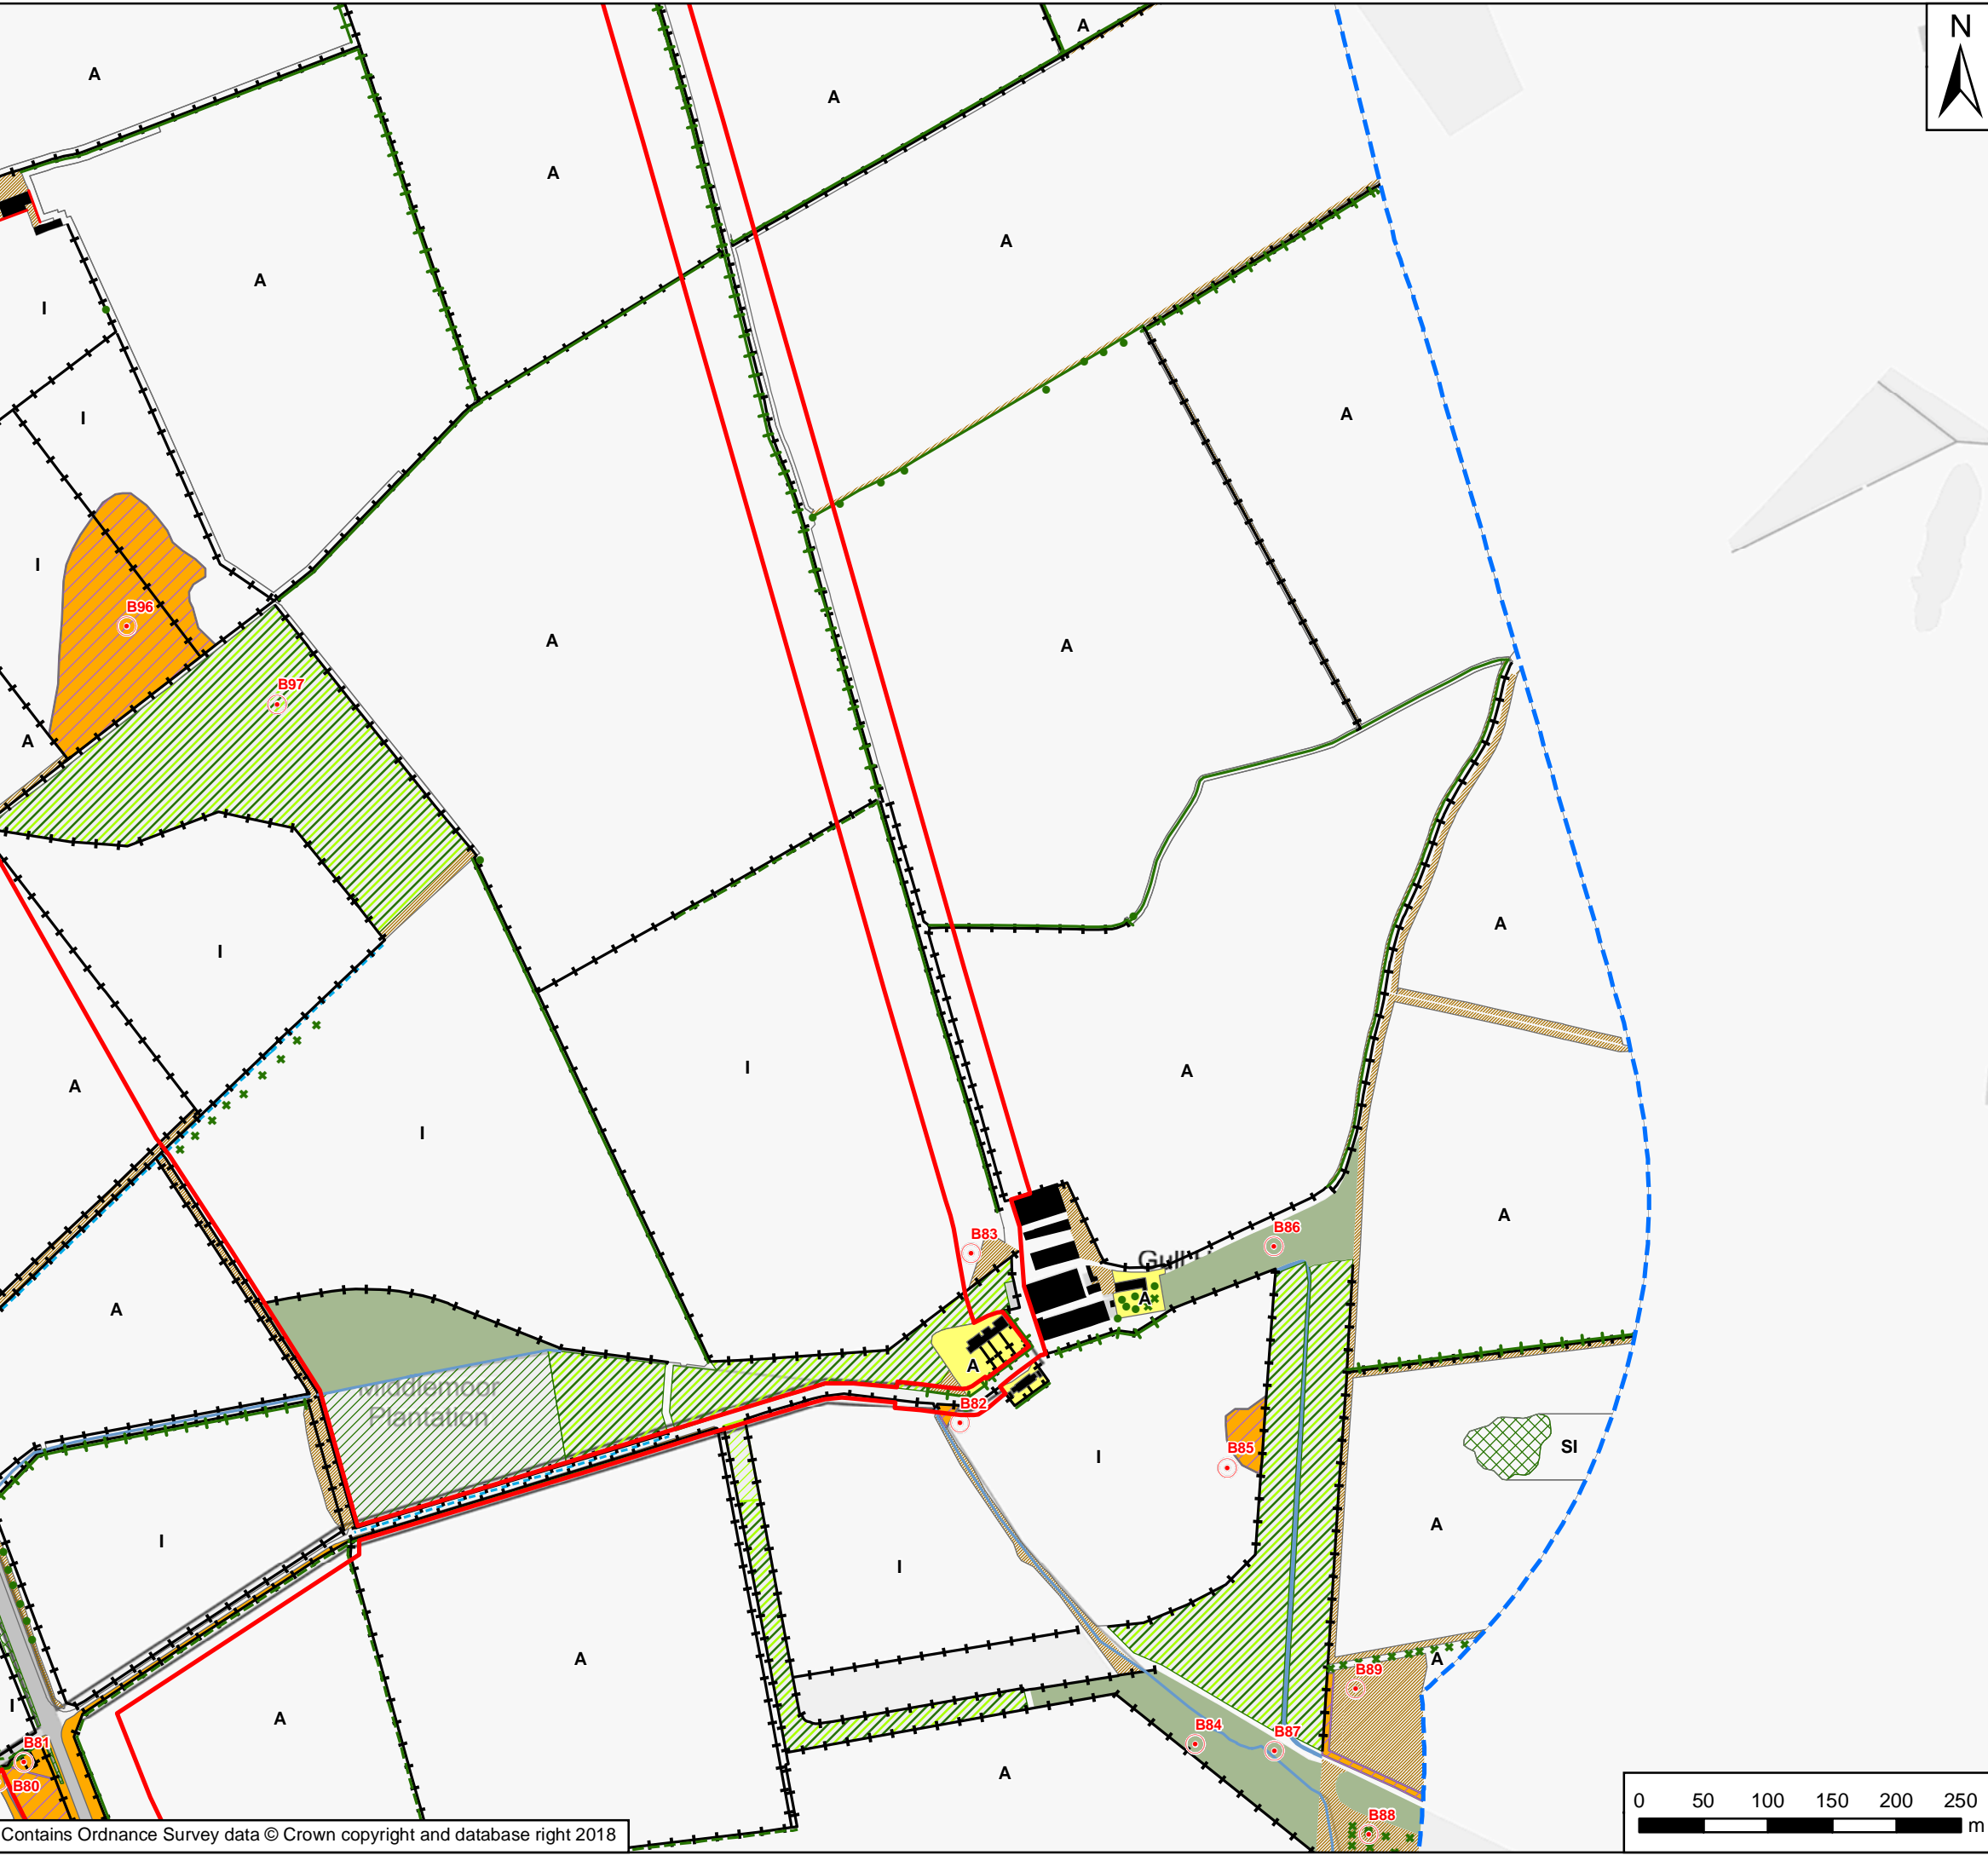 A
N
A
A
A
A
A
I
A
I
A
I
B96
A
A
B97
A
A
I
I
A
A
I
A
A
B83
B86
A
A
A
Middlemoor
Plantation
B82
B85
SI
I
A
I
I
A
A
A
B89
I
A
B84
B87
B81
B80
A
B88
Contains Ordnance Survey data © Crown copyright and database right 2018
0 50 100 150 200 250
m